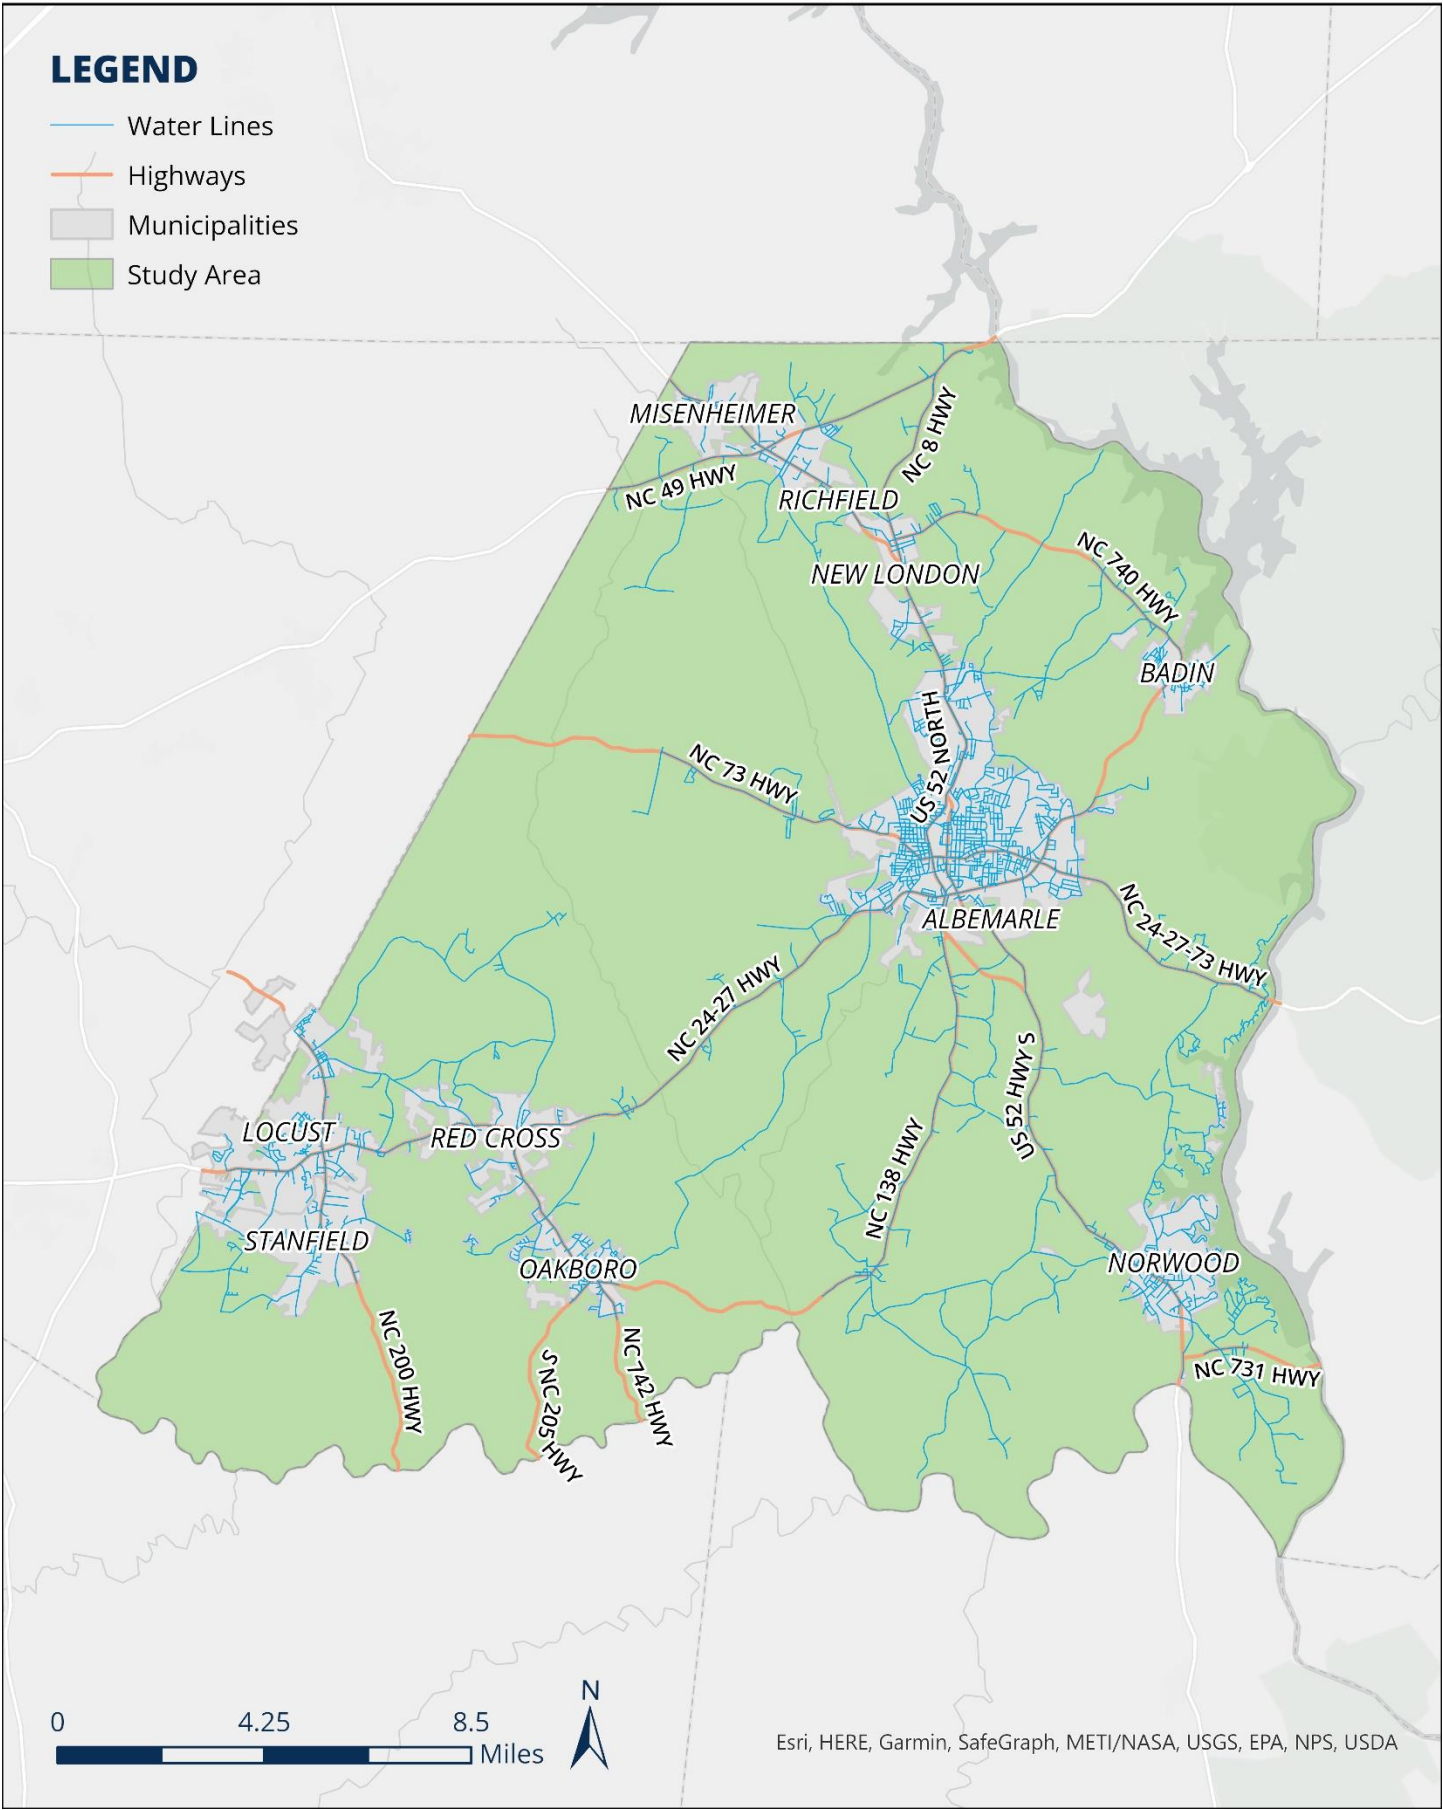 LEGEND
Water Lines
Highways
Municipalities
Study Area
MISENHEIMER
NC 8 HWY
NC 49 HWY
RICHFIELD
NEW LONDON
NC 740 HWY
BADIN
US 52 NORTH
NC 73 HWY
ALBEMARLE
NC 24-27-73 HWY
NC 24-27 HWY
US 52 HWY S
LOCUST
RED CROSS
NC 138 HWY
STANFIELD
OAKBORO
NORWOOD
NC 200 HWY
S NC 205 HWY
NC 742 HWY
NC 731 HWY
N
0 4.25 8.5
Miles
Esri, HERE, Garmin, SafeGraph, METI/NASA, USGS, EPA, NPS, USDA